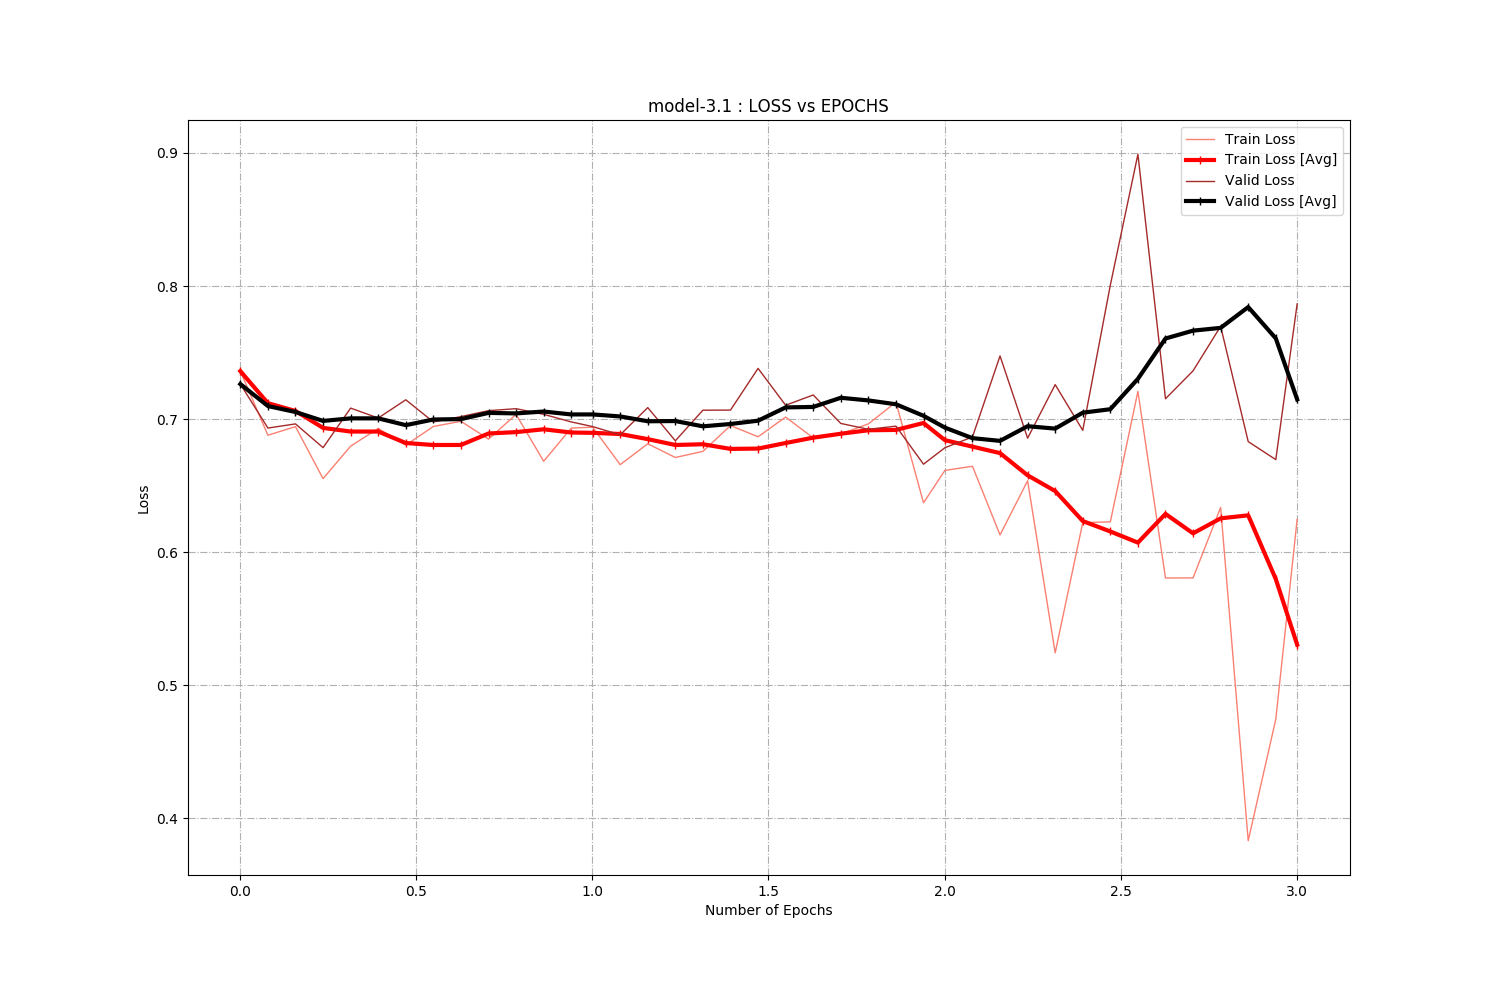 model-3.1 : LOSS vs EPOCHS
Train Loss
Train Loss [Avg]
Valid Loss
Valid Loss [Avg]
0.9
0.8
0.7
0.6
0.5
0.4
Loss
0.0 0.5 1.0 1.5 2.0 2.5 3.0
Number of Epochs